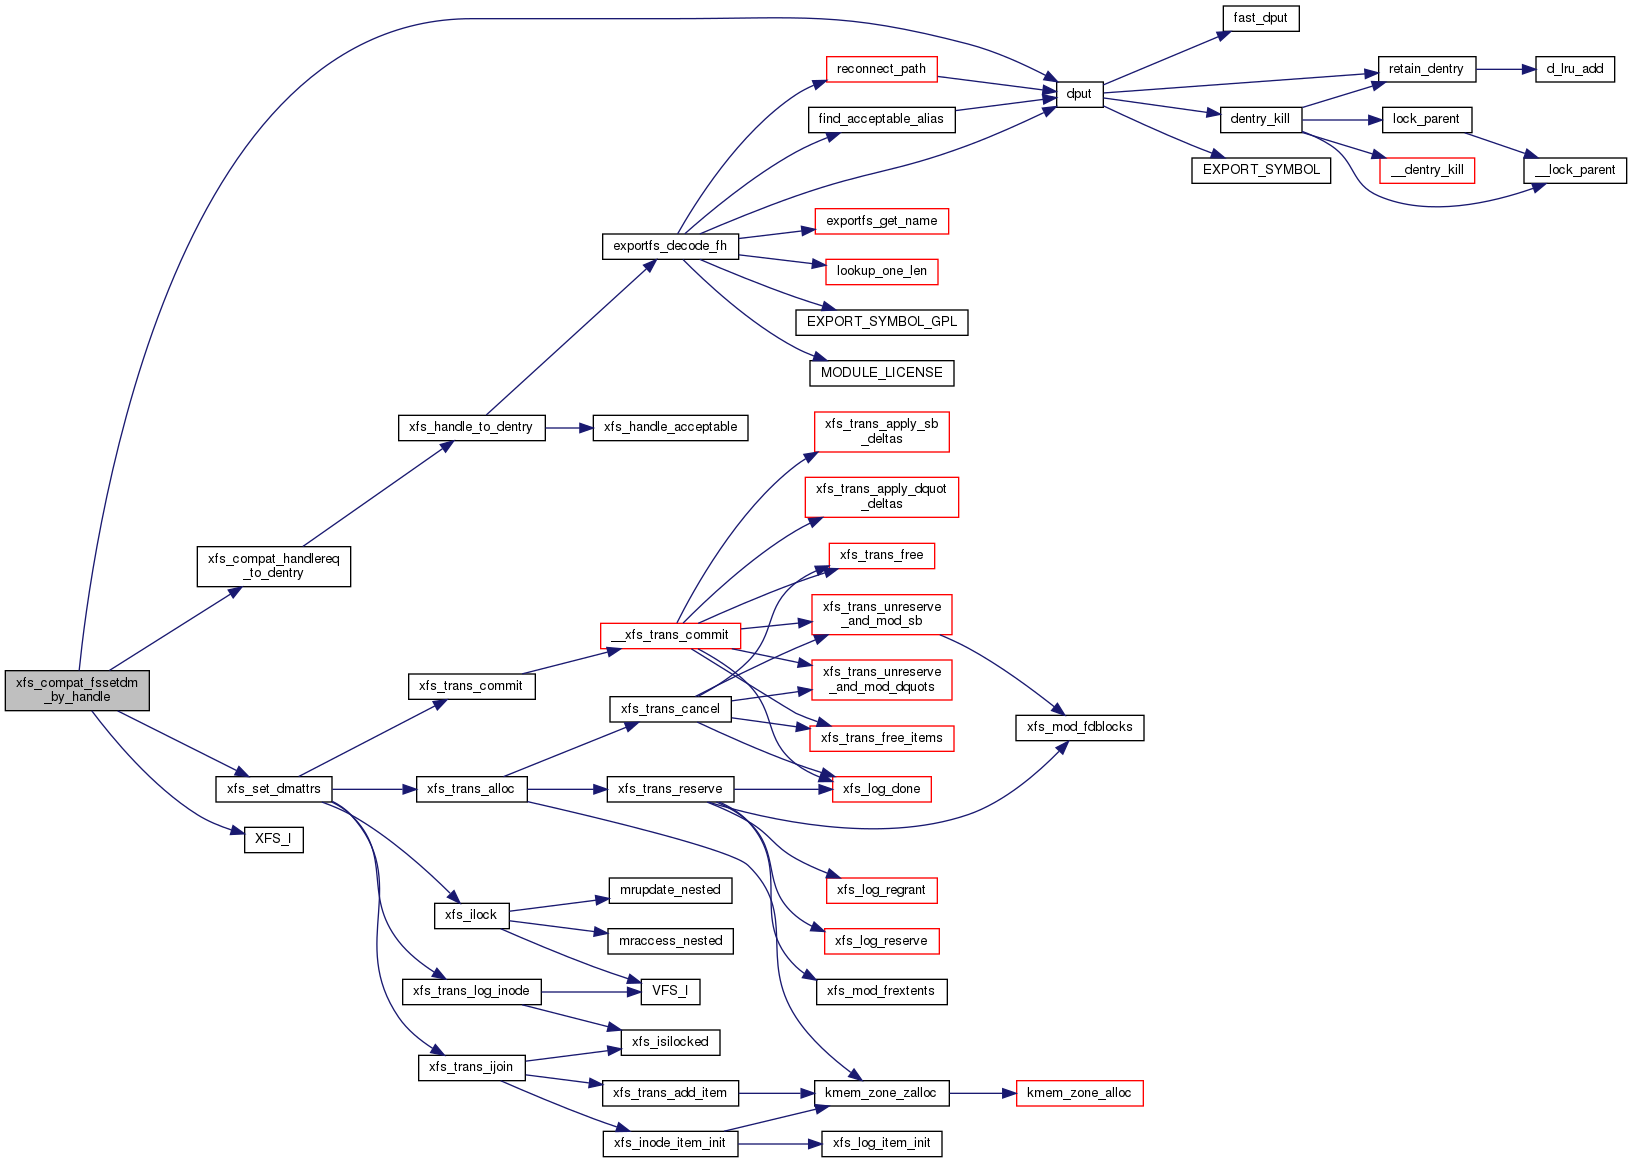 fast_dput
reconnect_path
retain_dentry
d_lru_add
dput
find_acceptable_alias
dentry_kill
lock_parent
EXPORT_SYMBOL
__dentry_kill
__lock_parent
exportfs_get_name
exportfs_decode_fh
lookup_one_len
EXPORT_SYMBOL_GPL
MODULE_LICENSE
xfs_handle_to_dentry
xfs_handle_acceptable
xfs_trans_apply_sb
_deltas
xfs_trans_apply_dquot
_deltas
xfs_trans_free
xfs_compat_handlereq
_to_dentry
xfs_trans_unreserve
_and_mod_sb
__xfs_trans_commit
xfs_trans_unreserve
_and_mod_dquots
xfs_compat_fssetdm
_by_handle
xfs_trans_commit
xfs_trans_cancel
xfs_trans_free_items
xfs_mod_fdblocks
xfs_set_dmattrs
xfs_trans_alloc
xfs_trans_reserve
xfs_log_done
XFS_I
xfs_log_regrant
mrupdate_nested
xfs_ilock
mraccess_nested
xfs_log_reserve
xfs_trans_log_inode
VFS_I
xfs_mod_frextents
xfs_isilocked
xfs_trans_ijoin
xfs_trans_add_item
kmem_zone_zalloc
kmem_zone_alloc
xfs_inode_item_init
xfs_log_item_init